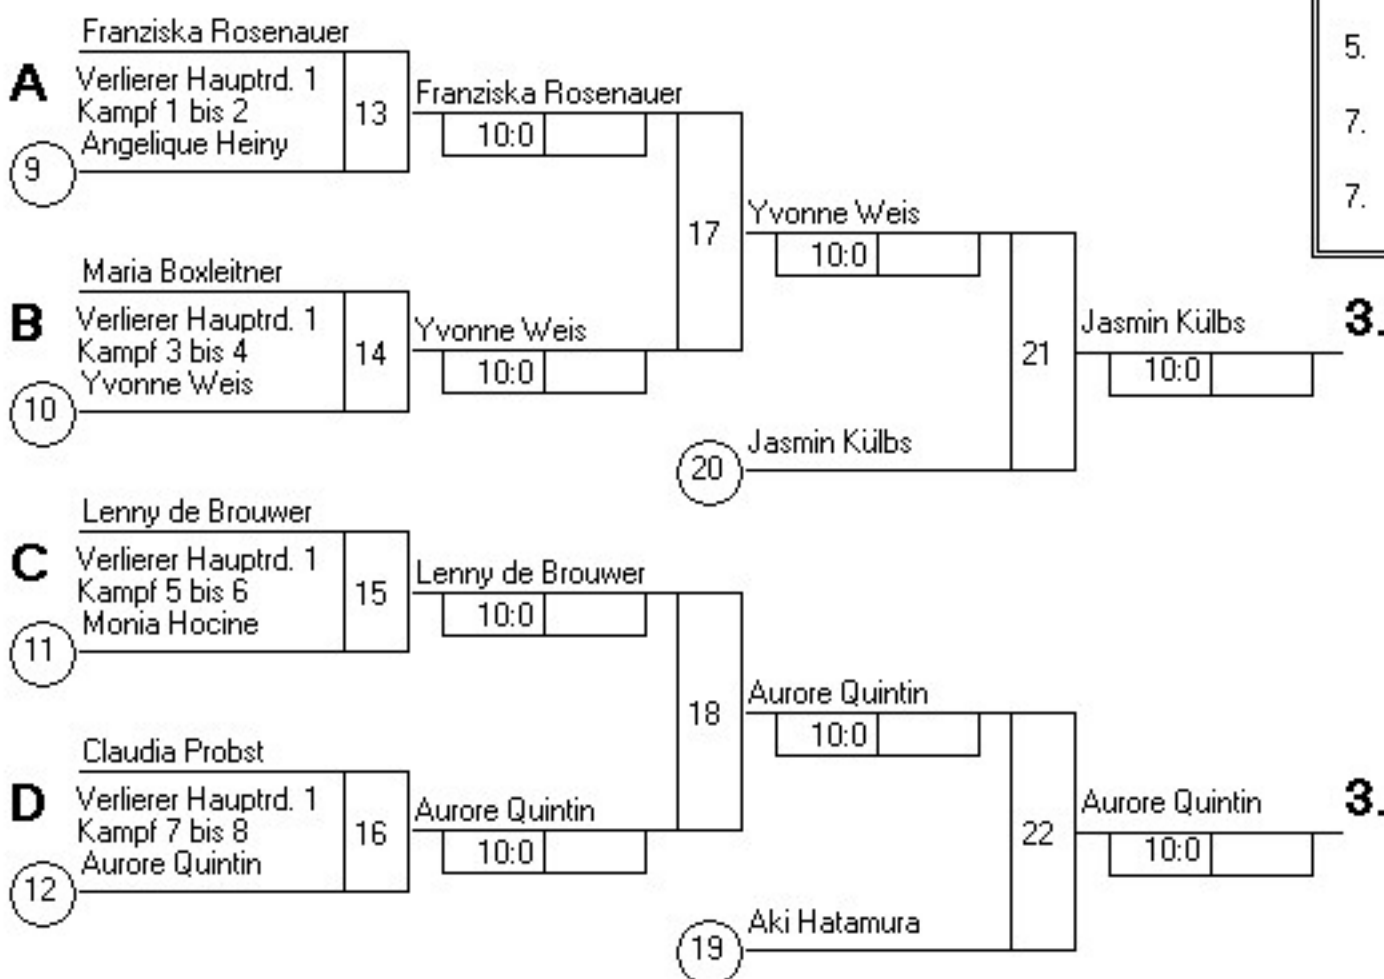 Franziska Rosenauer
A
Verlierer Hauptrd. 1
Kampf 1 bis 2
Angelique Heiny
9
13
Franziska Rosenauer
10:0
Maria Boxleitner
B
Verlierer Hauptrd. 1
Kampf 3 bis 4
Yvonne Weis
10
14
Yvonne Weis
10:0
17
Yvonne Weis
10:0
Jasmin Külbs
20
21
Jasmin Külbs
10:0
3.
Lenny de Brouwer
C
Verlierer Hauptrd. 1
Kampf 5 bis 6
Monia Hocine
11
15
Lenny de Brouwer
10:0
Claudia Probst
D
Verlierer Hauptrd. 1
Kampf 7 bis 8
Aurore Quintin
12
16
Aurore Quintin
10:0
18
Aurore Quintin
10:0
Aki Hatamura
19
22
Aurore Quintin
10:0
3.
5.
7.
7.